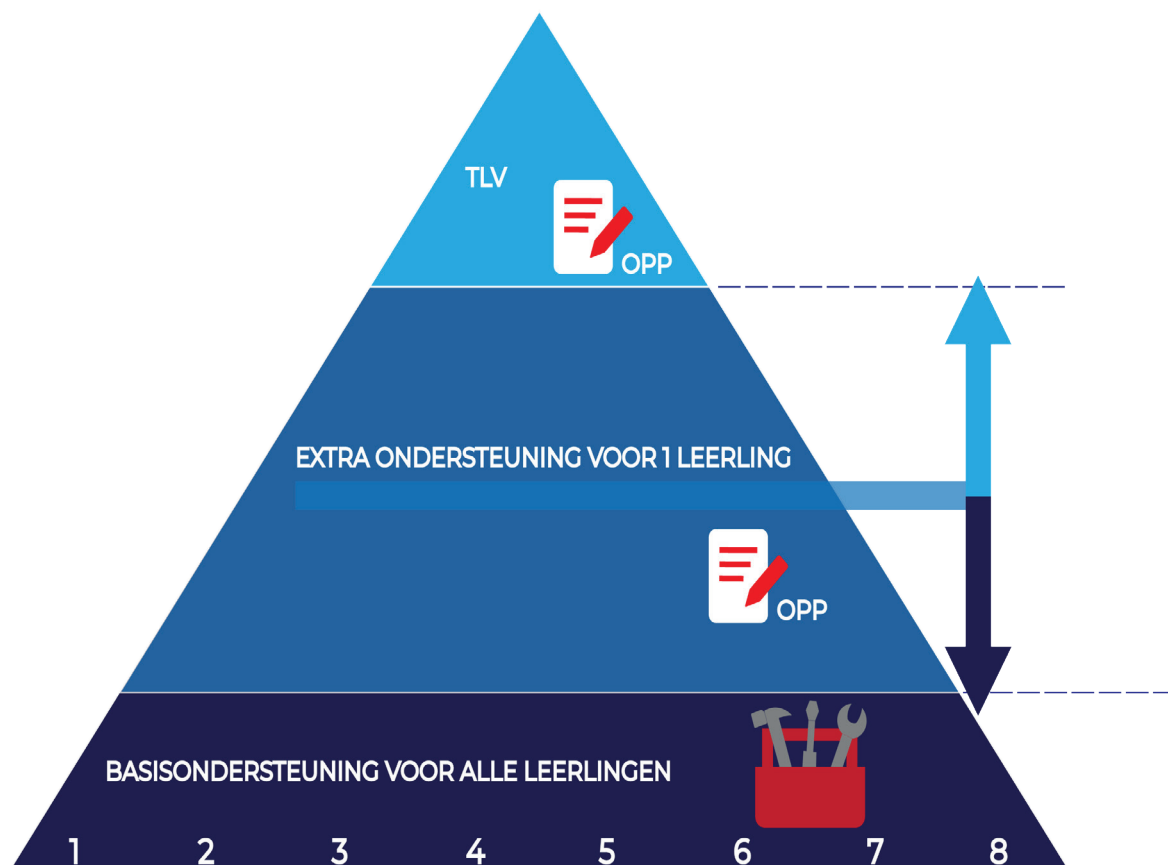 TLV
OPP
EXTRA ONDERSTEUNING VOOR 1 LEERLING
OPP
BASISONDERSTEUNING VOOR ALLE LEERLINGEN
1 2 3 4 5 6 7 8